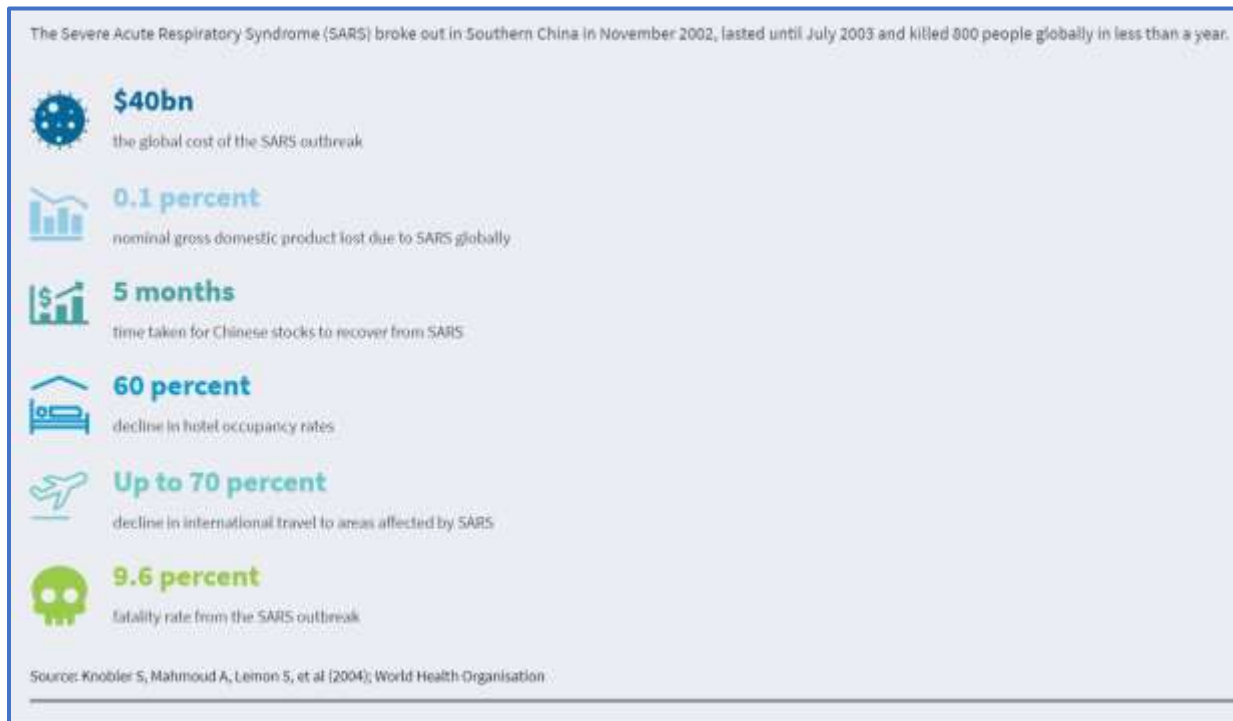 The Severe Acute Respiratory Syndrome (SARS) broke out in Southern China in November 2002, lasted until July 2003 and killed 800 people globally in less than a year.
$40bn
the global cost of the SARS outbreak
0.1 percent
nominal gross domestic product lost due to SARS globally
5 months
time taken for Chinese stocks to recover from SARS
60 percent
decline in hotel occupancy rates
Up to 70 percent
decline in international travel to areas affected by SARS
9.6 percent
fatality rate from the SARS outbreak
Source: Knobler S, Mahmoud A, Lemon S, et al (2004); World Health Organisation